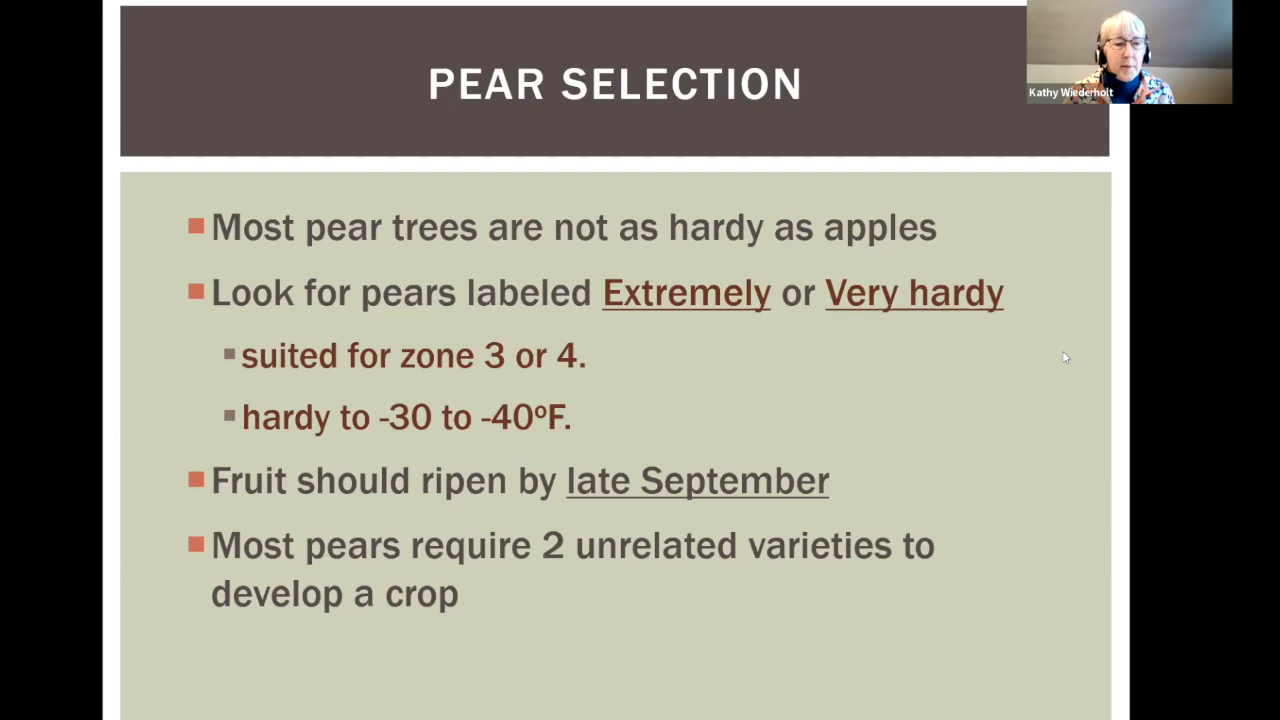 PEAR SELECTION
Kathy Wiederholt
Most pear trees are not as hardy as apples
Look for pears labeled Extremely or Very hardy
suited for zone 3 or 4.
hardy to -30 to -40ºF.
Fruit should ripen by late September
Most pears require 2 unrelated varieties to
develop a crop